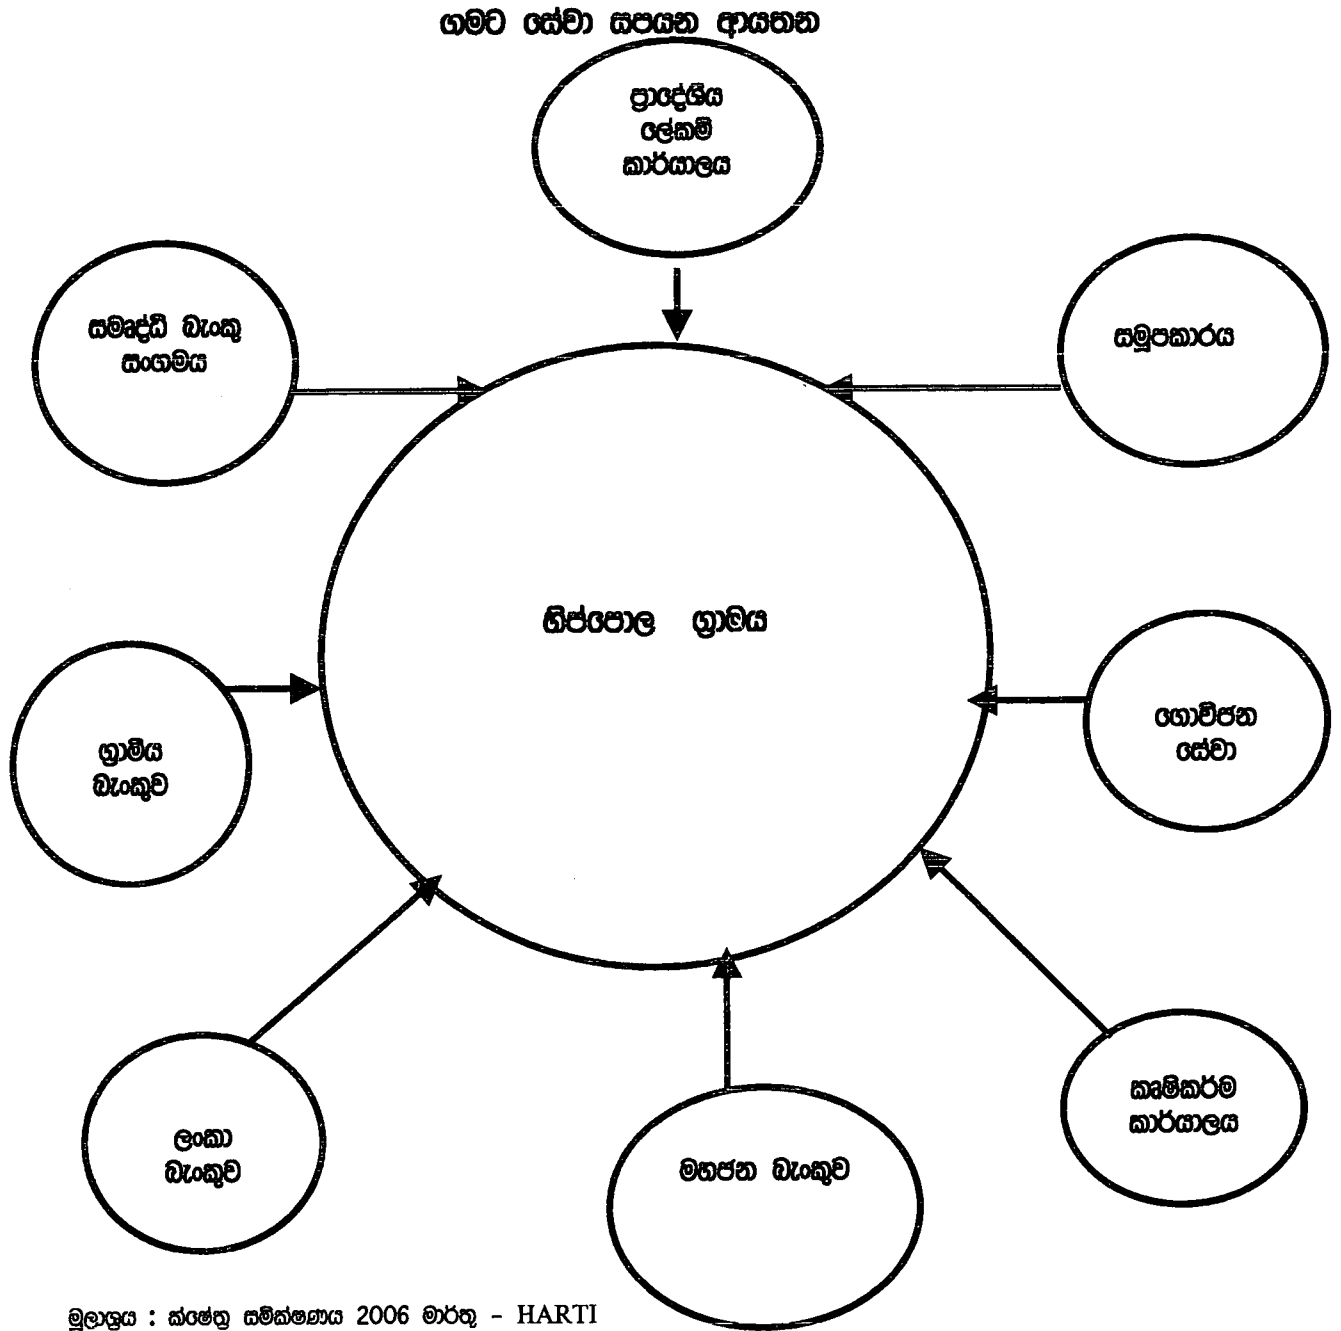 ගමට සේවා සපයන ආයතන
ප්‍රාදේශීය
ලේකම්
කාර්යාලය
සමෘද්ධි බැංකු
සංගමය
සමූපකාරය
හිප්පොල ග්‍රාමය
ගොවිජන
සේවා
ග්‍රාමීය
බැංකුව
කෘෂිකර්ම
කාර්යාලය
ලංකා
බැංකුව
මහජන බැංකුව
මූලාශ්‍රය : ක්ෂේත්‍ර සමීක්ෂණය 2006 මාර්තු - HARTI